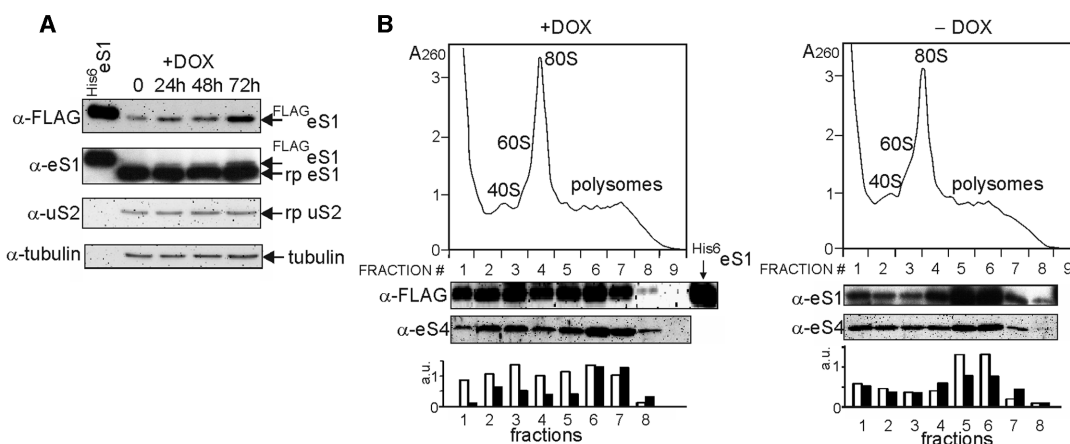 A
His6 eS1
+DOX
0 24h 48h 72h
α-FLAG
FLAG eS1
α-eS1
FLAG eS1
rp eS1
α-uS2
rp uS2
α-tubulin
tubulin
B
+DOX
A260
3
2
1
0
40S
60S
80S
polysomes
FRACTION # 1 2 3 4 5 6 7 8 9
His6 eS1
α-FLAG
α-eS4
a.u.
1
0
1 2 3 4 5 6 7 8
fractions
– DOX
A260
3
2
1
0
40S
60S
80S
polysomes
FRACTION # 1 2 3 4 5 6 7 8 9
α-eS1
α-eS4
a.u.
1
0
1 2 3 4 5 6 7 8
fractions